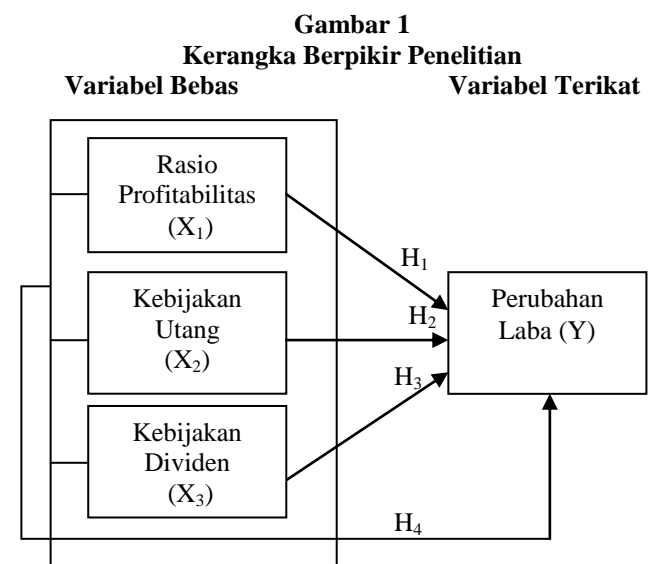 Gambar 1
Kerangka Berpikir Penelitian
Variabel Bebas Variabel Terikat
Rasio
Profitabilitas
(X₁)
H₁
Kebijakan
Utang
(X₂)
H₂
Perubahan
Laba (Y)
H₃
Kebijakan
Dividen
(X₃)
H₄